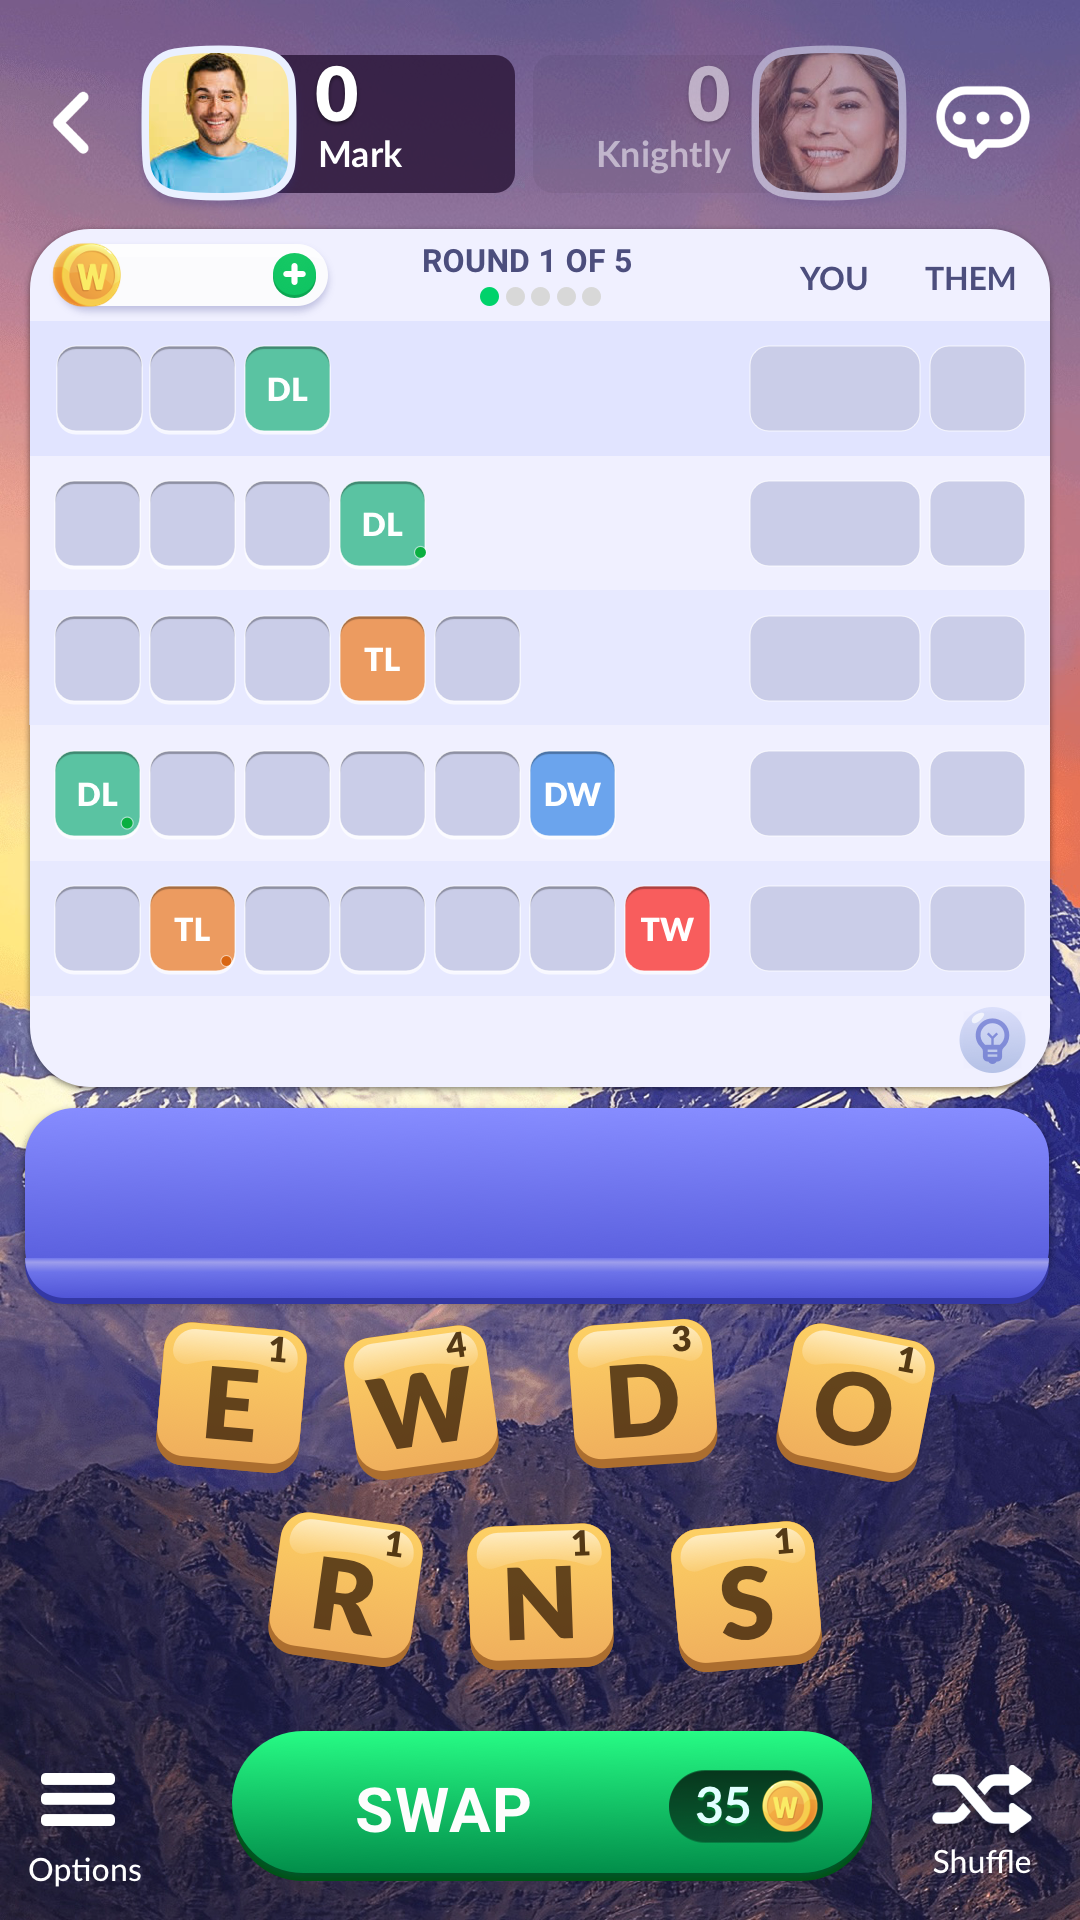 0
Mark
0
Knightly
W
ROUND 1 OF 5
YOU
THEM
DL
DL
TL
DL
DW
TL
TW
E 1
W 4
D 3
O 1
R 1
N 1
S 1
SWAP
35 W
Options
Shuffle